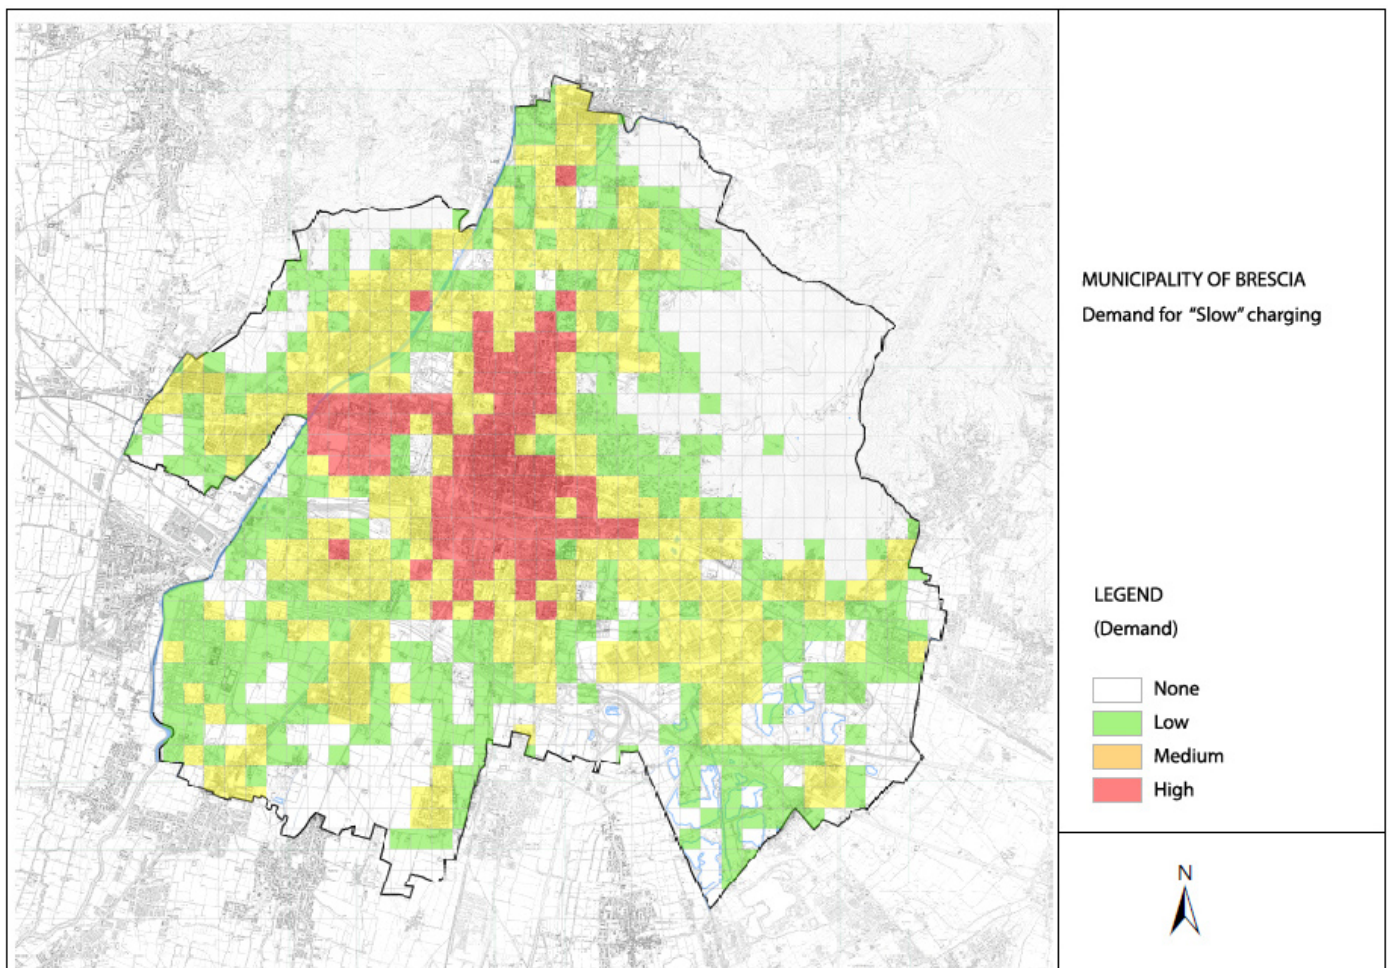 MUNICIPALITY OF BRESCIA
Demand for "Slow" charging
LEGEND
(Demand)
None
Low
Medium
High
N